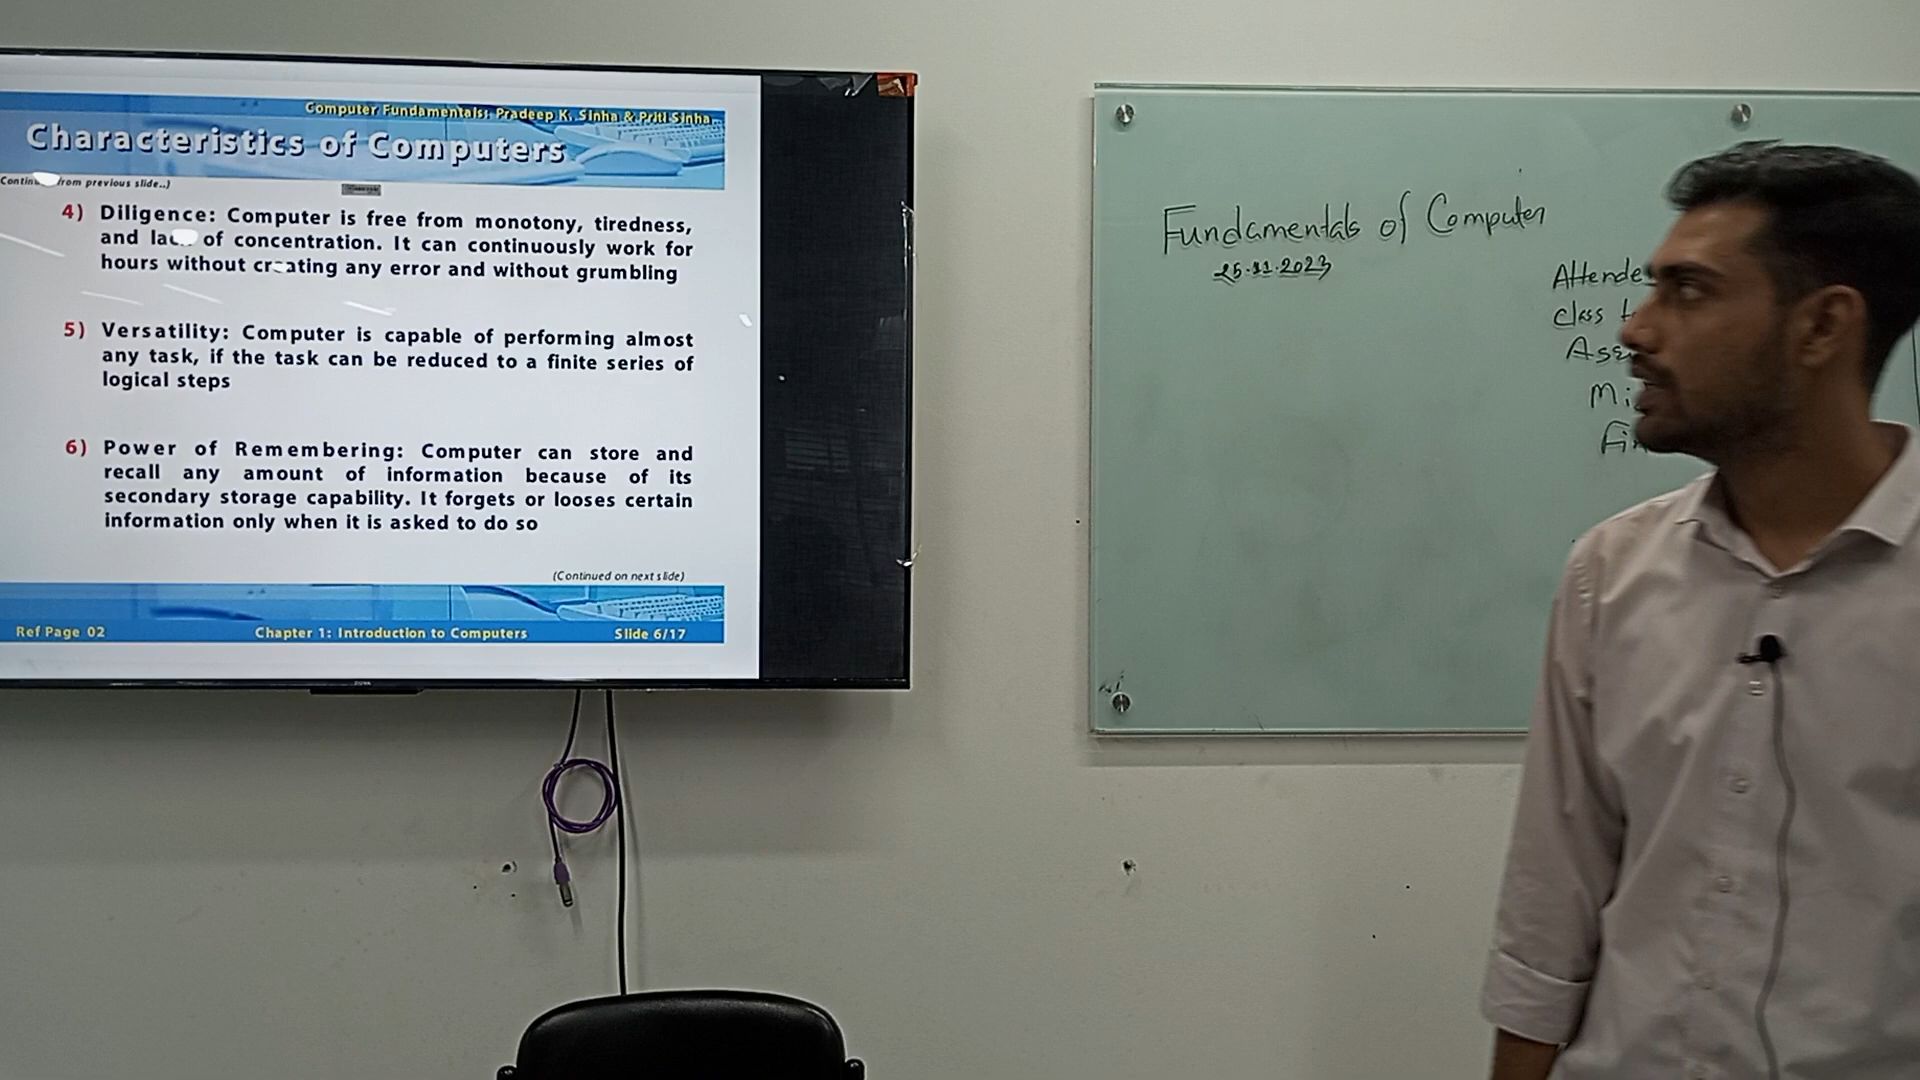 Computer Fundamentals: Pradeep K. Sinha & Priti Sinha
Characteristics of Computers
from previous slide..)
4) Diligence: Computer is free from monotony, tiredness,
and of concentration. It can continuously work for
hours without creating any error and without grumbling
5) Versatility: Computer is capable of performing almost
any task, if the task can be reduced to a finite series of
logical steps
6) Power of Remembering: Computer can store and
recall any amount of information because of its
secondary storage capability. It forgets or looses certain
information only when it is asked to do so
(Continued on next slide)
Ref Page 02 Chapter 1: Introduction to Computers Slide 6/17
Fundamentals of Computer
25.11.2023
class